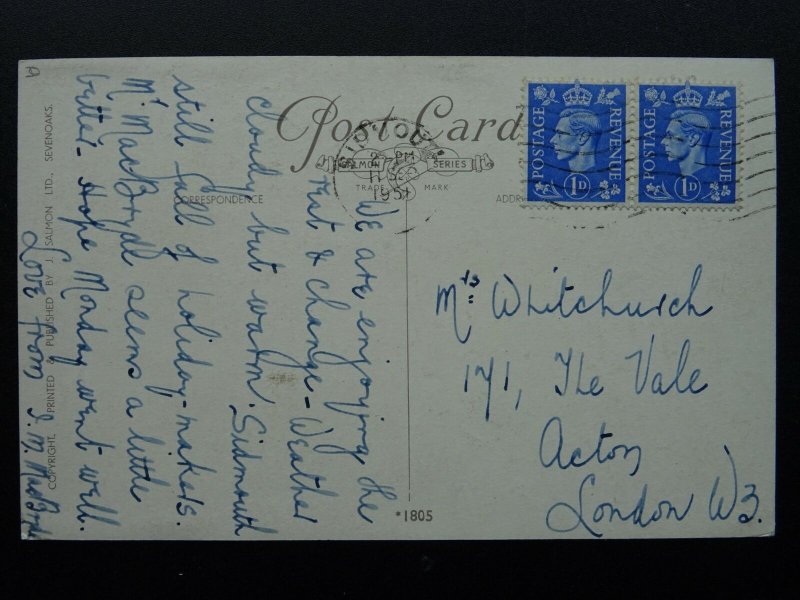 Post Card
SALMON SERIES
TRADE MARK
CORRESPONDENCE
POSTAGE REVENUE
1D
POSTAGE REVENUE
1D
PM
1951
We are enjoying the
rest & change - Weather
cloudy but warm. Sidmouth
still full of holiday-makers.
Mr MacBryde seems a little
better - Hope Monday went well.
Love from
COPYRIGHT. PRINTED & PUBLISHED BY J. SALMON LTD., SEVENOAKS.
*1805
Mrs Whitchurch
171, The Vale
Acton
London W3.